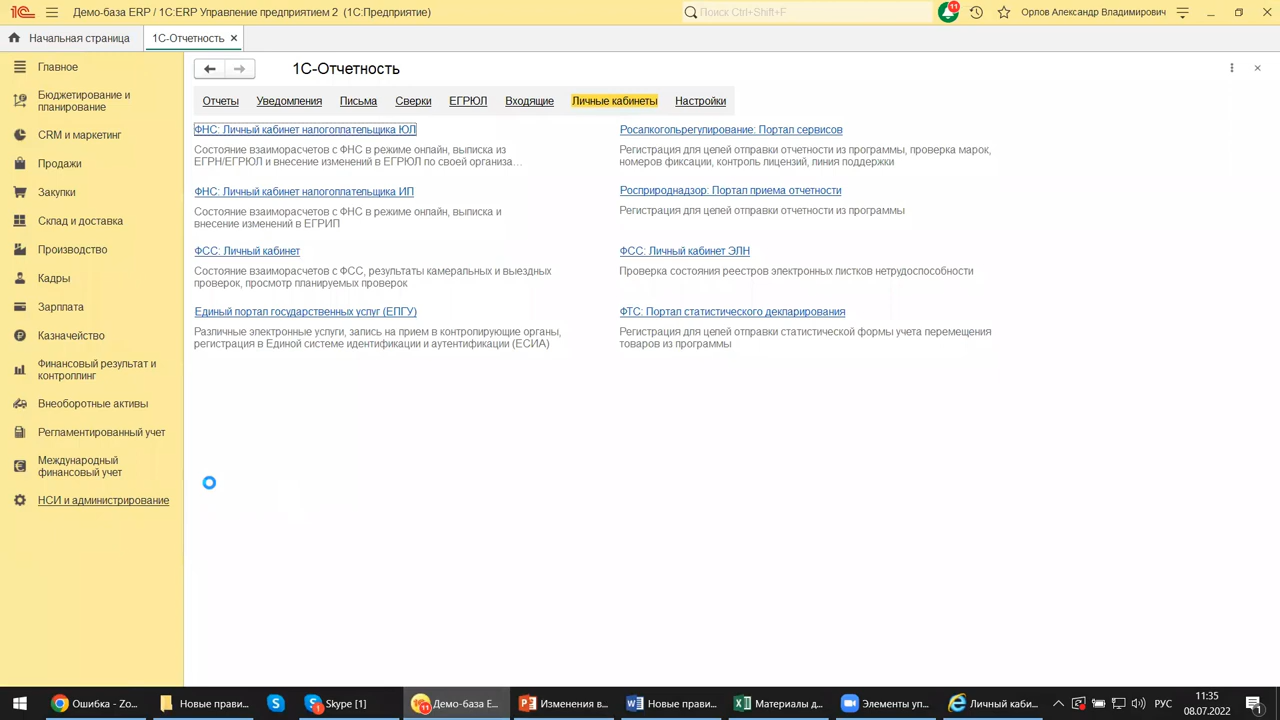 1С Демо-база ERP / 1С:ERP Управление предприятием 2 (1С:Предприятие)
Поиск Ctrl+Shift+F
11
Орлов Александр Владимирович
Начальная страница
1С-Отчетность
Главное
Бюджетирование и
планирование
CRM и маркетинг
Продажи
Закупки
Склад и доставка
Производство
Кадры
Зарплата
Казначейство
Финансовый результат и
контроллинг
Внеоборотные активы
Регламентированный учет
Международный
финансовый учет
НСИ и администрирование
1С-Отчетность
Отчеты Уведомления Письма Сверки ЕГРЮЛ Входящие Личные кабинеты Настройки
ФНС: Личный кабинет налогоплательщика ЮЛ
Состояние взаиморасчетов с ФНС в режиме онлайн, выписка из
ЕГРН/ЕГРЮЛ и внесение изменений в ЕГРЮЛ по своей организа...
ФНС: Личный кабинет налогоплательщика ИП
Состояние взаиморасчетов с ФНС в режиме онлайн, выписка и
внесение изменений в ЕГРИП
ФСС: Личный кабинет
Состояние взаиморасчетов с ФСС, результаты камеральных и выездных
проверок, просмотр планируемых проверок
Единый портал государственных услуг (ЕПГУ)
Различные электронные услуги, запись на прием в контролирующие органы,
регистрация в Единой системе идентификации и аутентификации (ЕСИА)
Росалкогольрегулирование: Портал сервисов
Регистрация для целей отправки отчетности из программы, проверка марок,
номеров фиксации, контроль лицензий, линия поддержки
Росприроднадзор: Портал приема отчетности
Регистрация для целей отправки отчетности из программы
ФСС: Личный кабинет ЭЛН
Проверка состояния реестров электронных листков нетрудоспособности
ФТС: Портал статистического декларирования
Регистрация для целей отправки статистической формы учета перемещения
товаров из программы
Ошибка - Zo...
Новые прави...
Skype [1]
Демо-база E...
Изменения в...
Новые прави...
Материалы д...
Элементы уп...
Личный каби...
РУС
11:35
08.07.2022